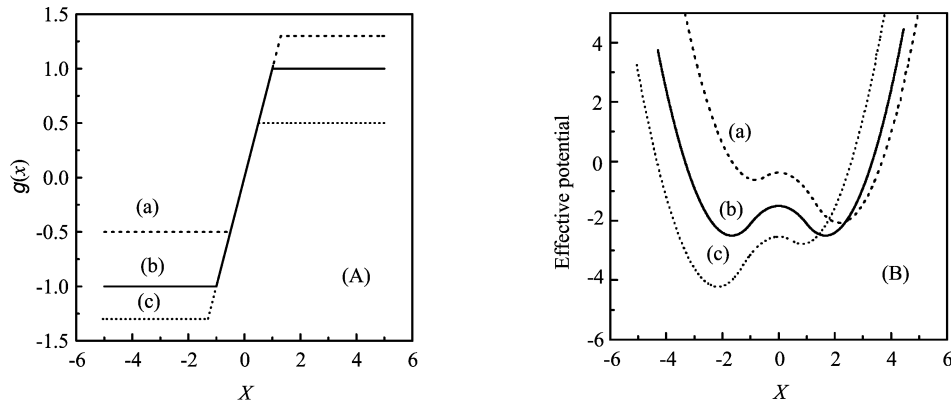 1.5
1.0
0.5
0.0
-0.5
-1.0
-1.5
g(x)
(a)
(b)
(c)
(A)
-6 -4 -2 0 2 4 6
X
4
2
0
-2
-4
-6
Effective potential
(a)
(b)
(c)
(B)
-6 -4 -2 0 2 4 6
X